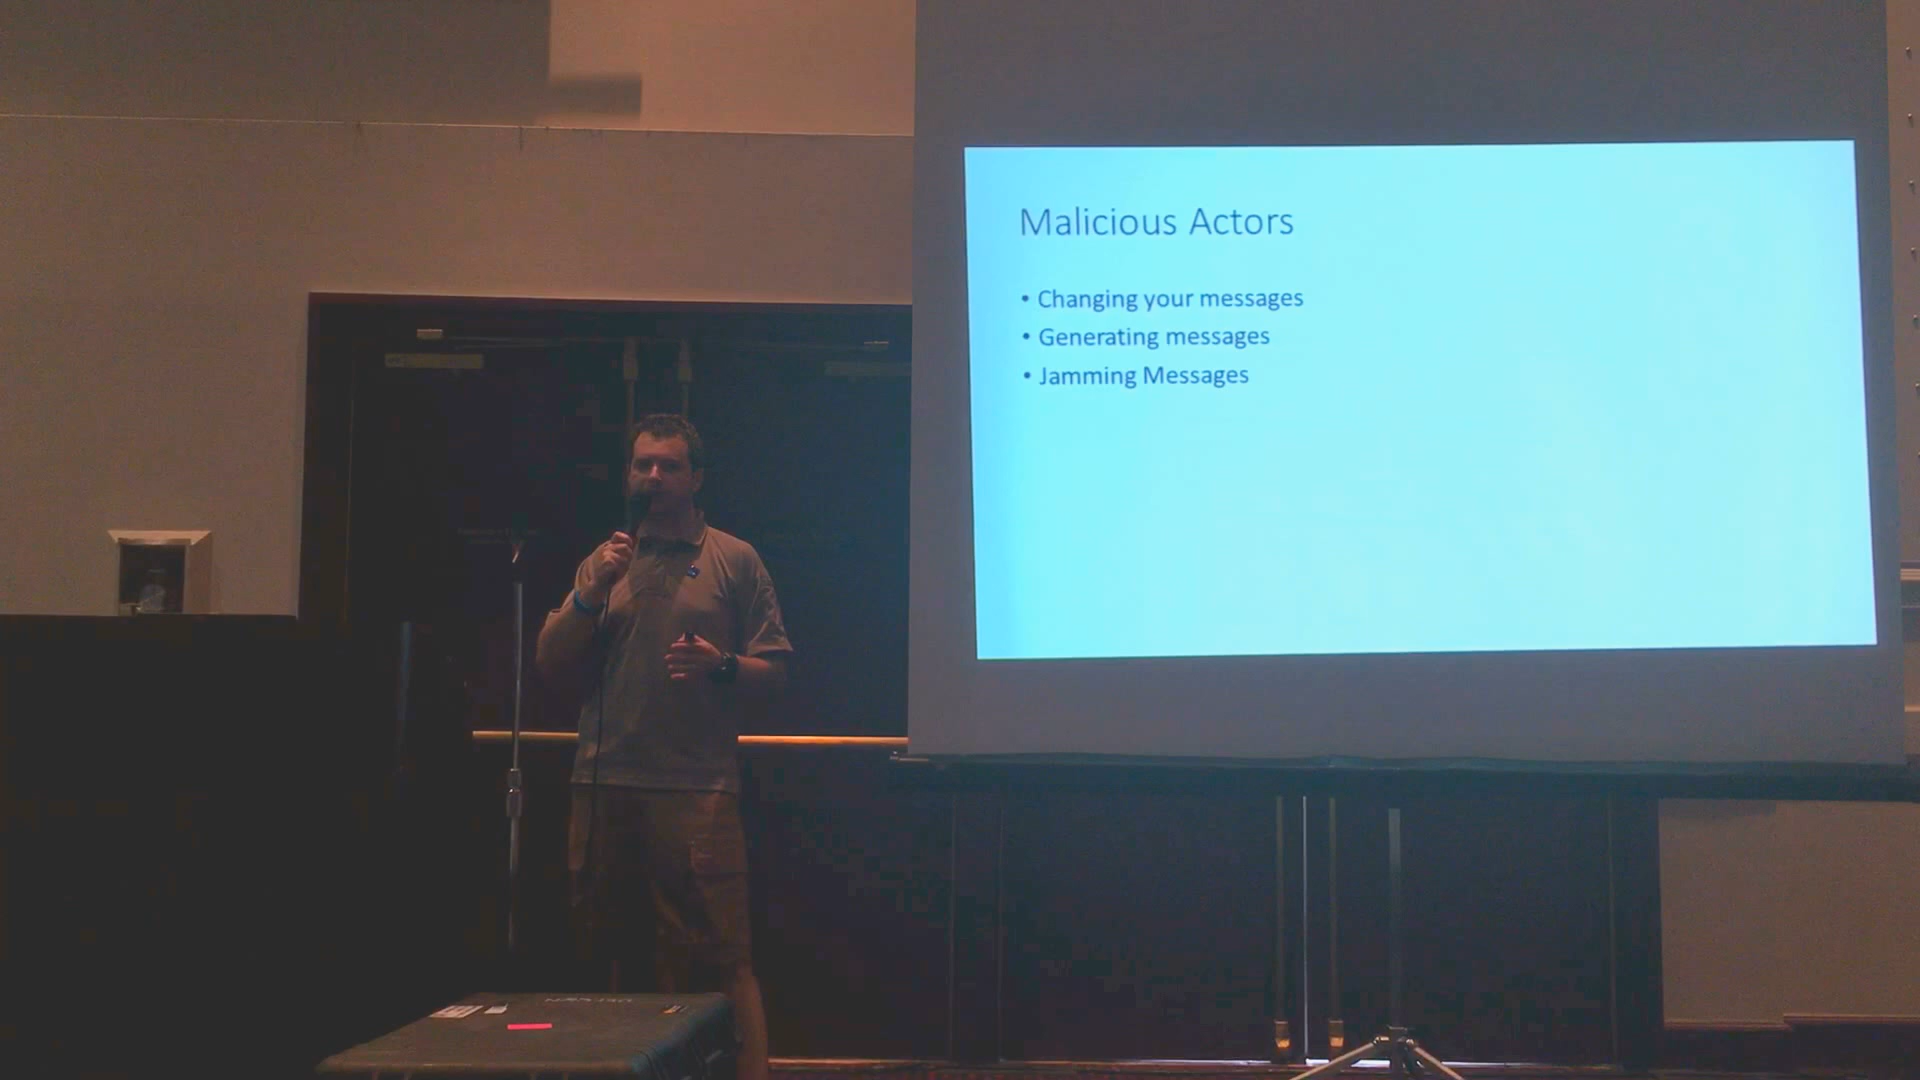 Malicious Actors
• Changing your messages
• Generating messages
• Jamming Messages